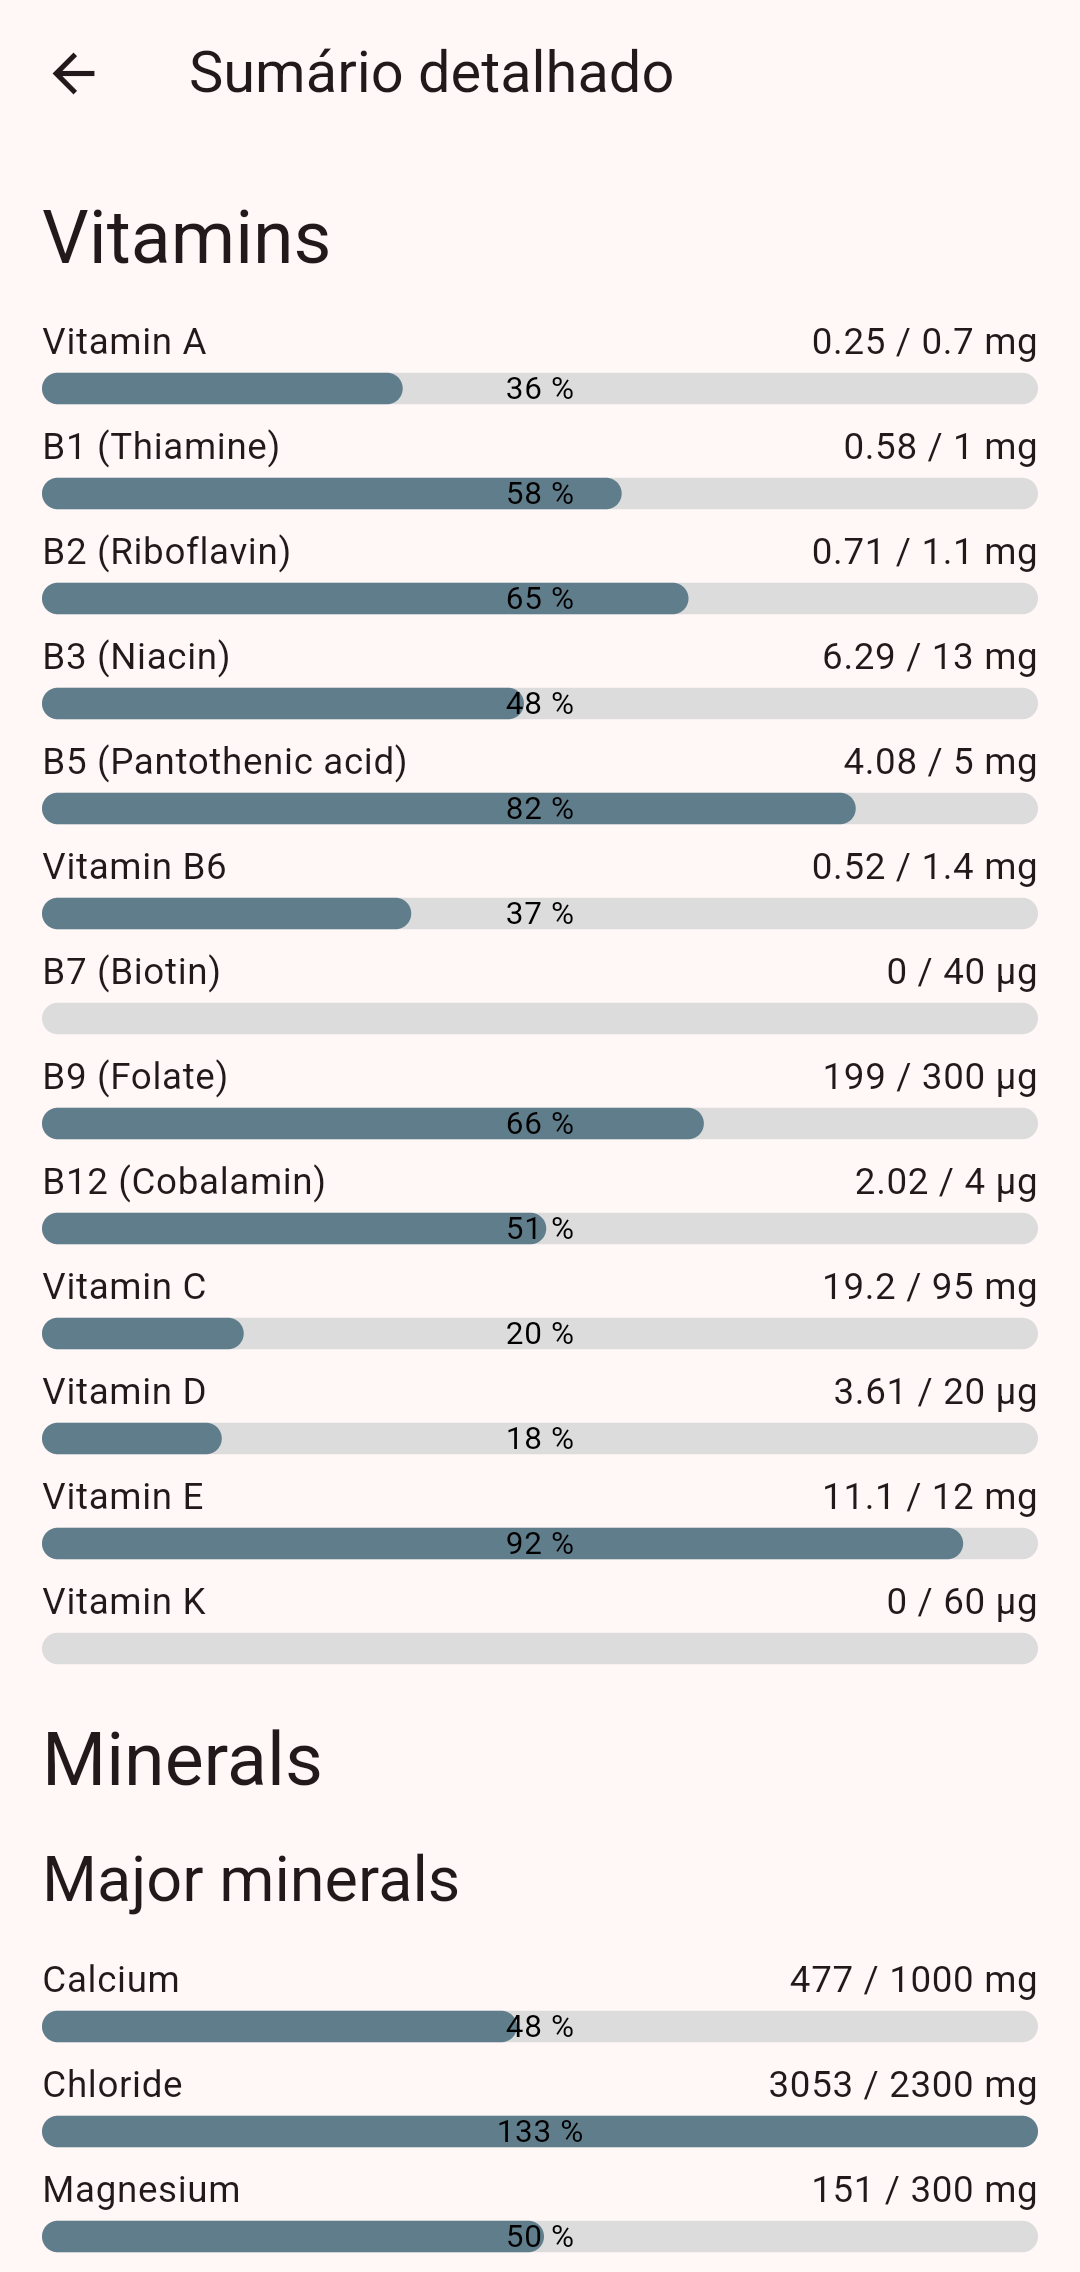 Sumário detalhado
Vitamins
Vitamin A 0.25 / 0.7 mg
36 %
B1 (Thiamine) 0.58 / 1 mg
58 %
B2 (Riboflavin) 0.71 / 1.1 mg
65 %
B3 (Niacin) 6.29 / 13 mg
48 %
B5 (Pantothenic acid) 4.08 / 5 mg
82 %
Vitamin B6 0.52 / 1.4 mg
37 %
B7 (Biotin) 0 / 40 µg
B9 (Folate) 199 / 300 µg
66 %
B12 (Cobalamin) 2.02 / 4 µg
51 %
Vitamin C 19.2 / 95 mg
20 %
Vitamin D 3.61 / 20 µg
18 %
Vitamin E 11.1 / 12 mg
92 %
Vitamin K 0 / 60 µg
Minerals
Major minerals
Calcium 477 / 1000 mg
48 %
Chloride 3053 / 2300 mg
133 %
Magnesium 151 / 300 mg
50 %